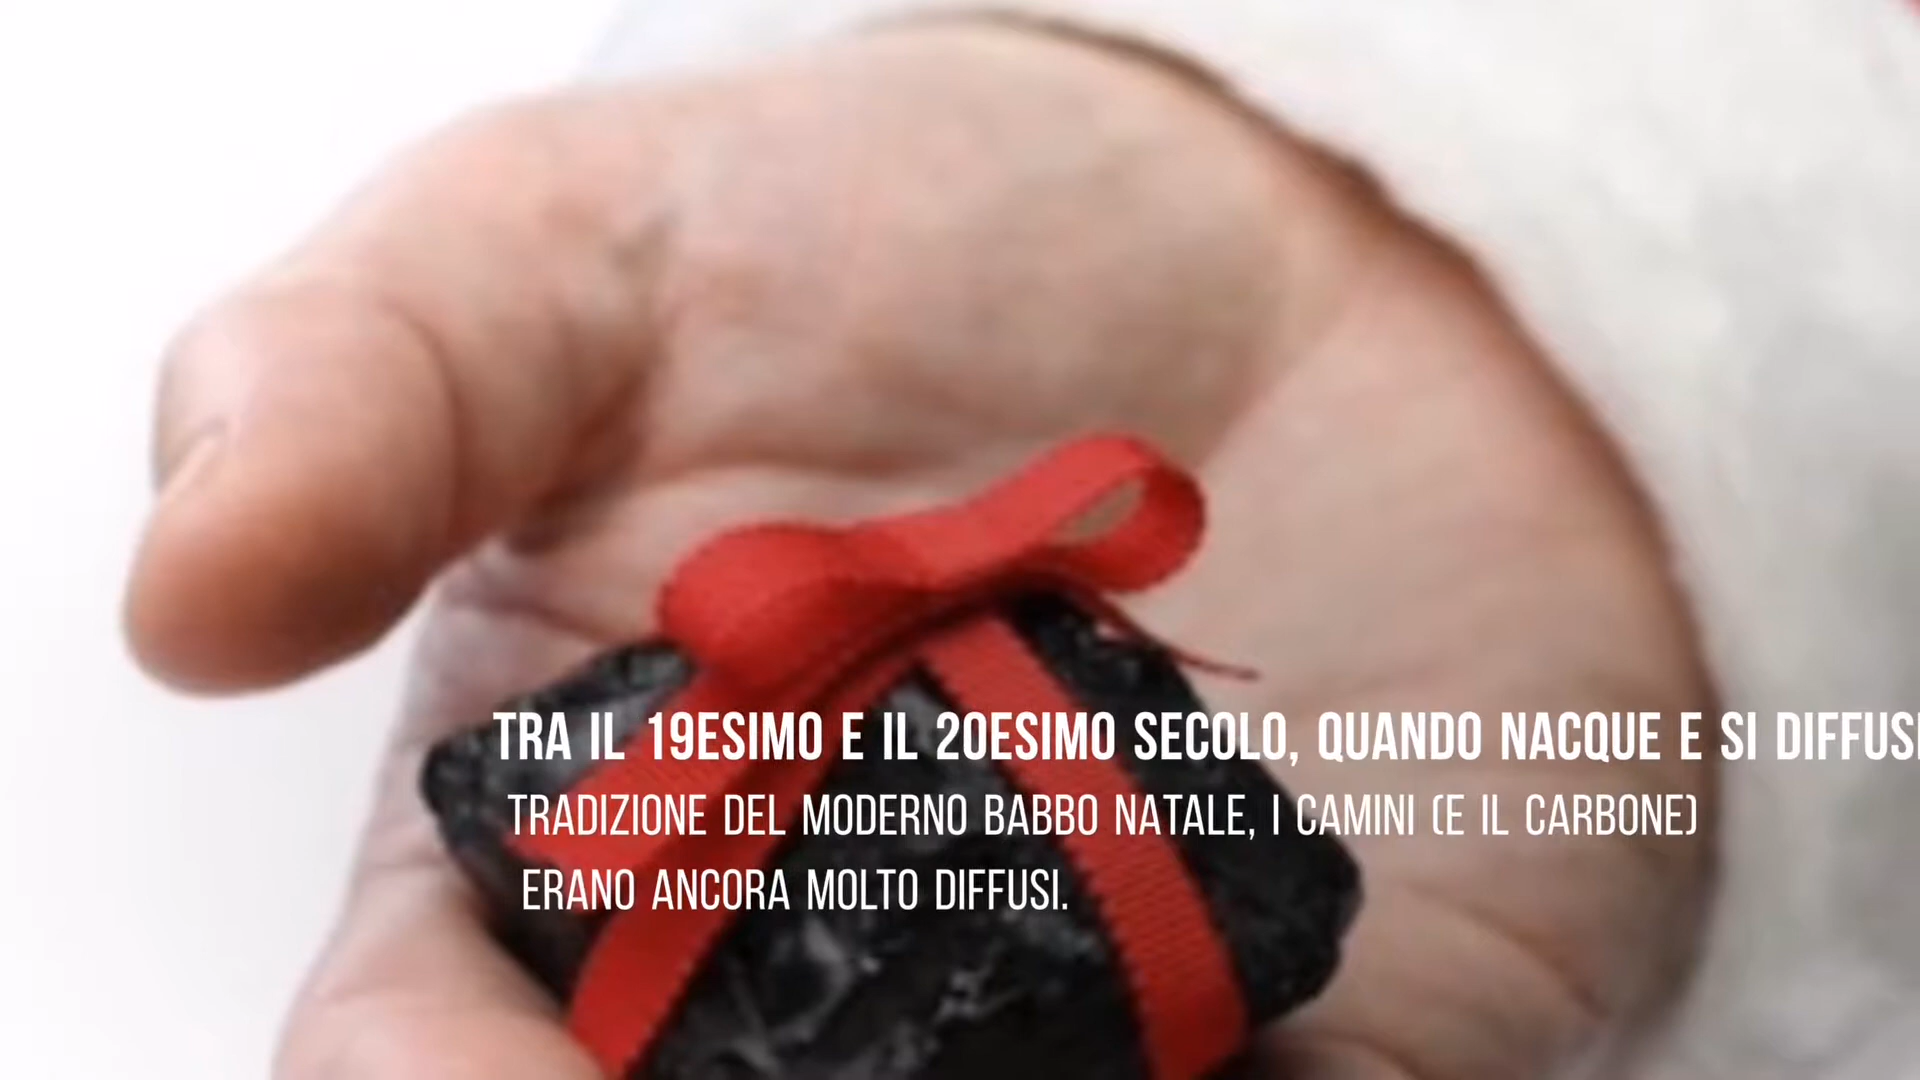 TRA IL 19ESIMO E IL 20ESIMO SECOLO, QUANDO NACQUE E SI
TRADIZIONE DEL MODERNO BABBO NATALE, I CAMINI (E IL CARBONE)
ERANO ANCORA MOLTO DIFFUSI.